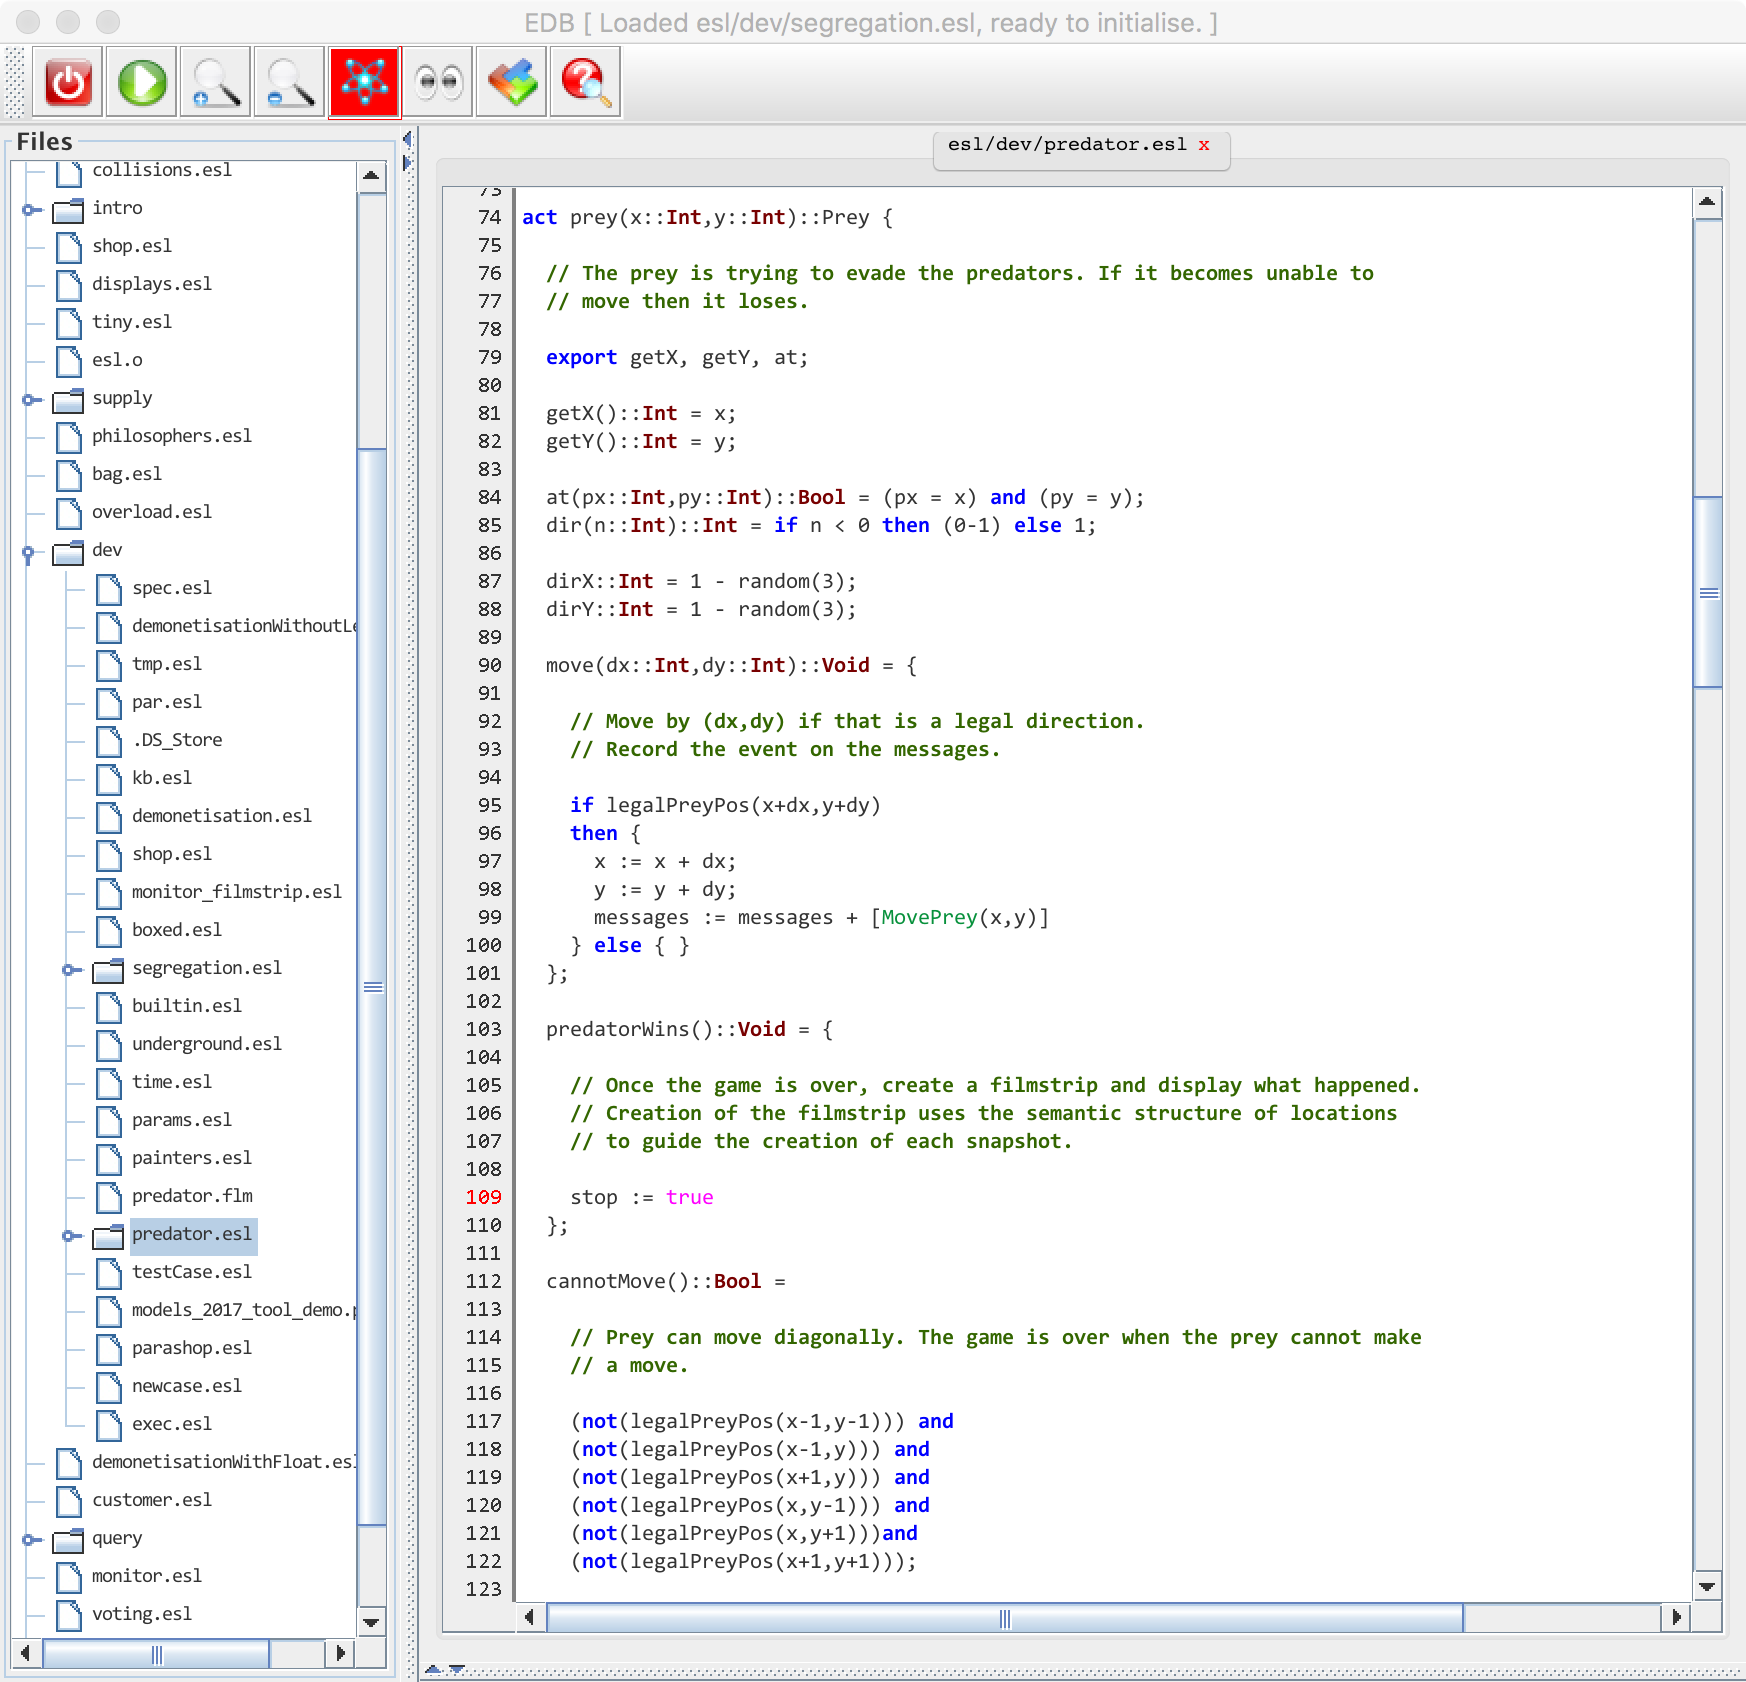 EDB [ Loaded esl/dev/segregation.esl, ready to initialise. ]
Files
collisions.esl
intro
shop.esl
displays.esl
tiny.esl
esl.o
supply
philosophers.esl
bag.esl
overload.esl
dev
spec.esl
demonetisationWithoutLe
tmp.esl
par.esl
.DS_Store
kb.esl
demonetisation.esl
shop.esl
monitor_filmstrip.esl
boxed.esl
segregation.esl
builtin.esl
underground.esl
time.esl
params.esl
painters.esl
predator.flm
predator.esl
testCase.esl
models_2017_tool_demo.p
parashop.esl
newcase.esl
exec.esl
demonetisationWithFloat.esl
customer.esl
query
monitor.esl
voting.esl
esl/dev/predator.esl x
73
74 act prey(x::Int,y::Int)::Prey {
75
76 // The prey is trying to evade the predators. If it becomes unable to
77 // move then it loses.
78
79 export getX, getY, at;
80
81 getX()::Int = x;
82 getY()::Int = y;
83
84 at(px::Int,py::Int)::Bool = (px = x) and (py = y);
85 dir(n::Int)::Int = if n < 0 then (0-1) else 1;
86
87 dirX::Int = 1 - random(3);
88 dirY::Int = 1 - random(3);
89
90 move(dx::Int,dy::Int)::Void = {
91
92 // Move by (dx,dy) if that is a legal direction.
93 // Record the event on the messages.
94
95 if legalPreyPos(x+dx,y+dy)
96 then {
97 x := x + dx;
98 y := y + dy;
99 messages := messages + [MovePrey(x,y)]
100 } else { }
101 };
102
103 predatorWins()::Void = {
104
105 // Once the game is over, create a filmstrip and display what happened.
106 // Creation of the filmstrip uses the semantic structure of locations
107 // to guide the creation of each snapshot.
108
109 stop := true
110 };
111
112 cannotMove()::Bool =
113
114 // Prey can move diagonally. The game is over when the prey cannot make
115 // a move.
116
117 (not(legalPreyPos(x-1,y-1))) and
118 (not(legalPreyPos(x-1,y))) and
119 (not(legalPreyPos(x+1,y))) and
120 (not(legalPreyPos(x,y-1))) and
121 (not(legalPreyPos(x,y+1)))and
122 (not(legalPreyPos(x+1,y+1)));
123